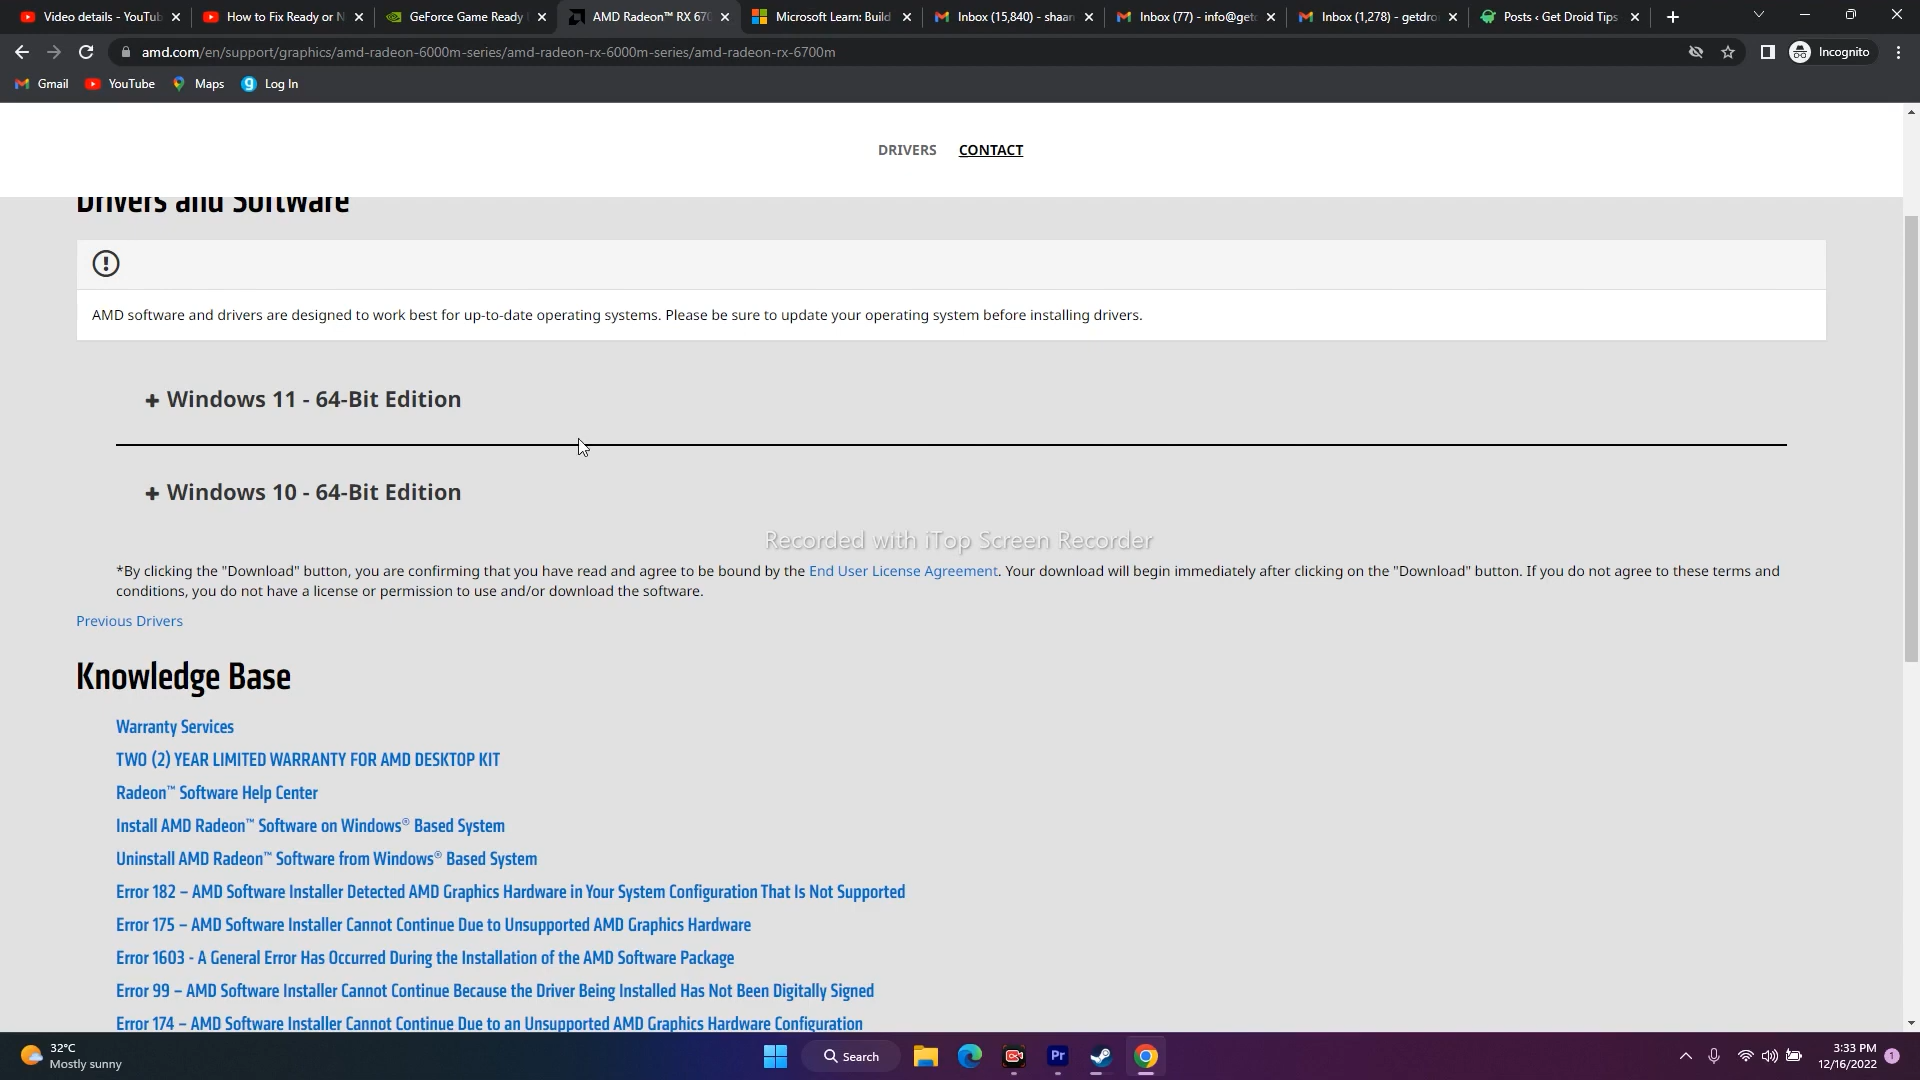 Video details - YouTub
How to Fix Ready or N
GeForce Game Ready
AMD Radeon™ RX 670
Microsoft Learn: Build
Inbox (15,840) - shaan
Inbox (77) - info@getd
Inbox (1,278) - getdro
Posts ‹ Get Droid Tips
amd.com/en/support/graphics/amd-radeon-6000m-series/amd-radeon-rx-6000m-series/amd-radeon-rx-6700m
Incognito
Gmail
YouTube
Maps
Log In
DRIVERS
CONTACT
Drivers and Software
AMD software and drivers are designed to work best for up-to-date operating systems. Please be sure to update your operating system before installing drivers.
+ Windows 11 - 64-Bit Edition
+ Windows 10 - 64-Bit Edition
Recorded with iTop Screen Recorder
*By clicking the "Download" button, you are confirming that you have read and agree to be bound by the End User License Agreement. Your download will begin immediately after clicking on the "Download" button. If you do not agree to these terms and
conditions, you do not have a license or permission to use and/or download the software.
Previous Drivers
Knowledge Base
Warranty Services
TWO (2) YEAR LIMITED WARRANTY FOR AMD DESKTOP KIT
Radeon™ Software Help Center
Install AMD Radeon™ Software on Windows® Based System
Uninstall AMD Radeon™ Software from Windows® Based System
Error 182 – AMD Software Installer Detected AMD Graphics Hardware in Your System Configuration That Is Not Supported
Error 175 – AMD Software Installer Cannot Continue Due to Unsupported AMD Graphics Hardware
Error 1603 - A General Error Has Occurred During the Installation of the AMD Software Package
Error 99 – AMD Software Installer Cannot Continue Because the Driver Being Installed Has Not Been Digitally Signed
Error 174 – AMD Software Installer Cannot Continue Due to an Unsupported AMD Graphics Hardware Configuration
32°C
Mostly sunny
Search
Pr
3:33 PM
12/16/2022
1